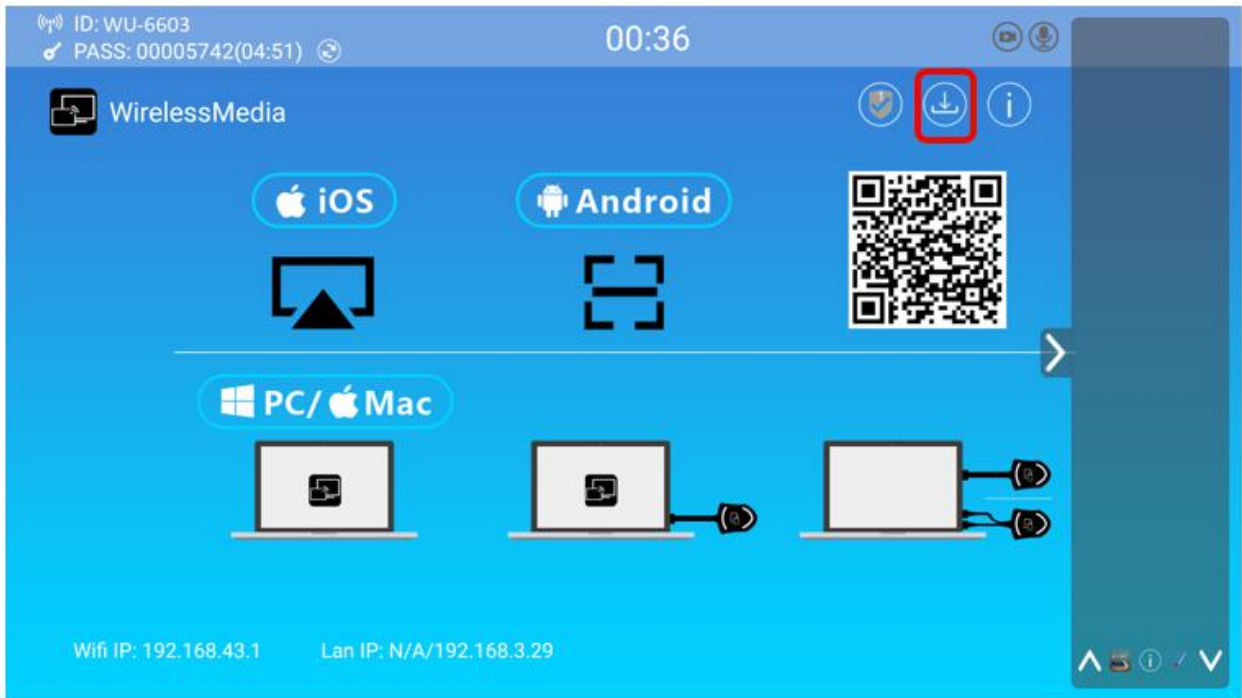 ID: WU-6603
PASS: 00005742(04:51)
00:36
WirelessMedia
iOS
Android
PC/ Mac
Wifi IP: 192.168.43.1
Lan IP: N/A/192.168.3.29